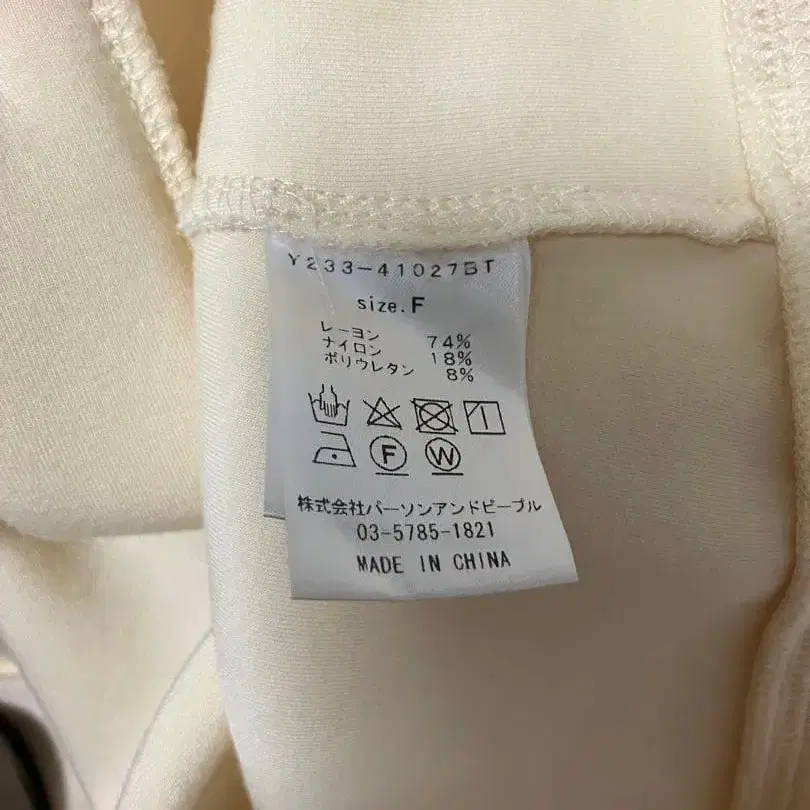 Y233-41027BT
size.F
レーヨン 74%
ナイロン 18%
ポリウレタン 8%
F W
株式会社パーソンアンドピープル
03-5785-1821
MADE IN CHINA